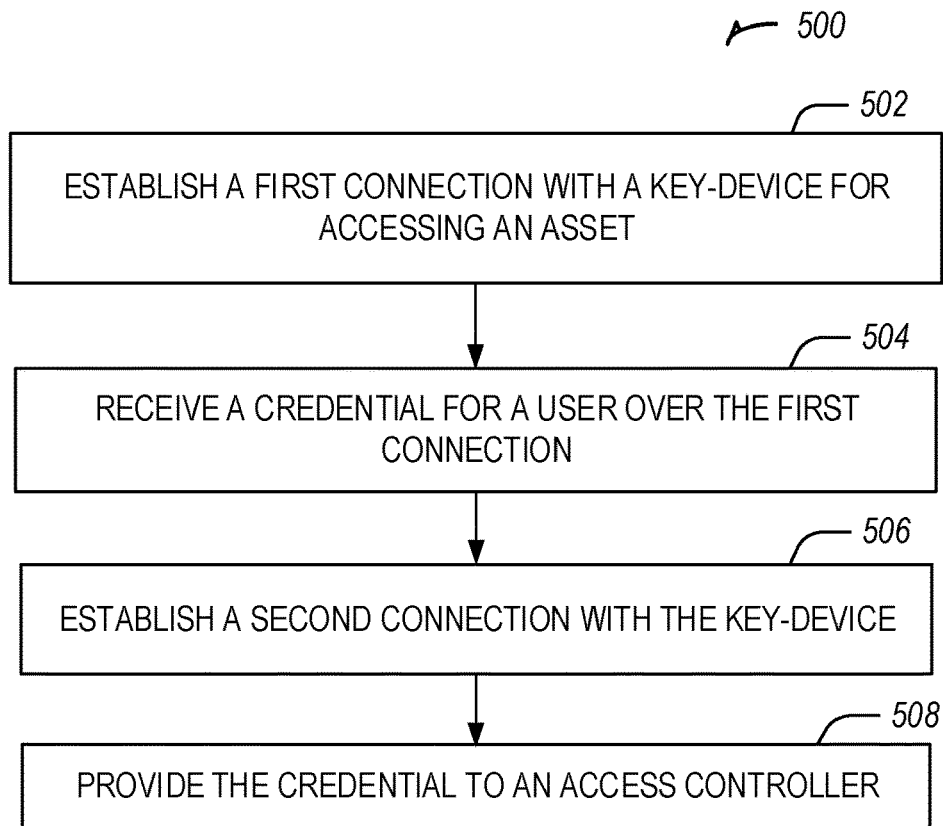 500
502
ESTABLISH A FIRST CONNECTION WITH A KEY-DEVICE FOR
ACCESSING AN ASSET
504
RECEIVE A CREDENTIAL FOR A USER OVER THE FIRST
CONNECTION
506
ESTABLISH A SECOND CONNECTION WITH THE KEY-DEVICE
508
PROVIDE THE CREDENTIAL TO AN ACCESS CONTROLLER